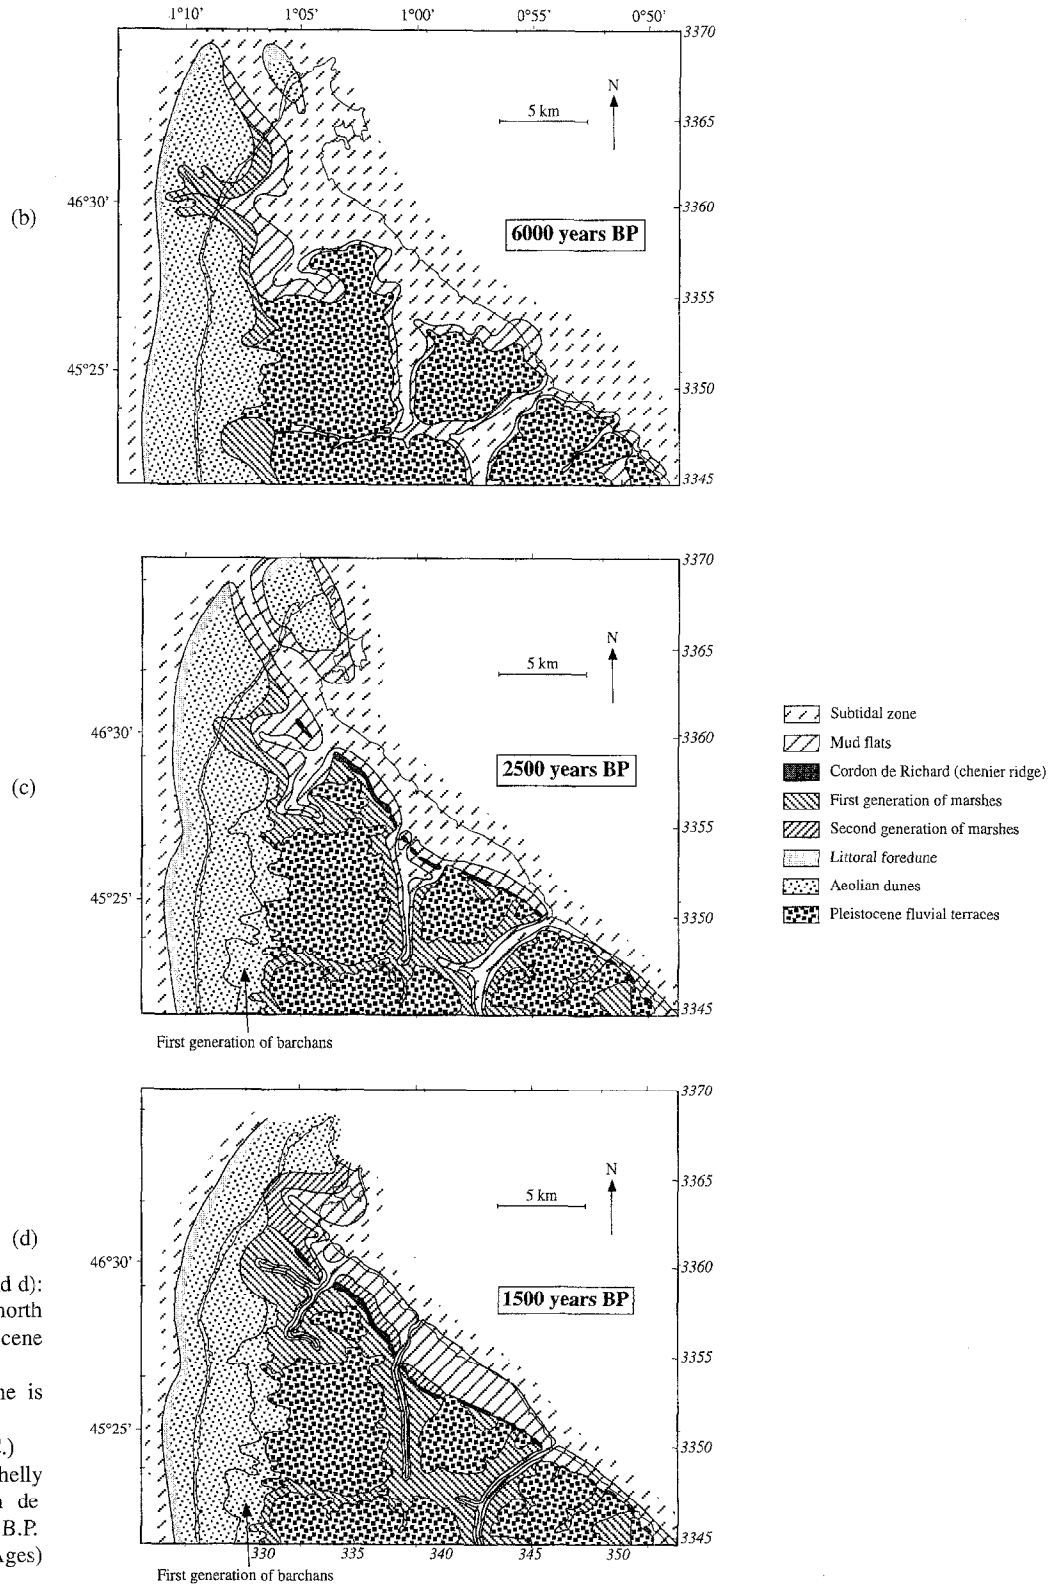 1°10' 1°05' 1°00' 0°55' 0°50'
3370
N
5 km
3365
(b)
46°30'
3360
6000 years BP
3355
45°25'
3350
3345
3370
N
5 km
3365
46°30'
3360
2500 years BP
(c)
3355
45°25'
3350
3345
First generation of barchans
Subtidal zone
Mud flats
Cordon de Richard (chenier ridge)
First generation of marshes
Second generation of marshes
Littoral foredune
Aeolian dunes
Pleistocene fluvial terraces
3370
N
5 km
3365
(d)
46°30'
3360
1500 years BP
3355
45°25'
3350
3345
330 335 340 345 350
First generation of barchans
d d):
north
cene
ne is
.)
helly
de
B.P.
Ages)